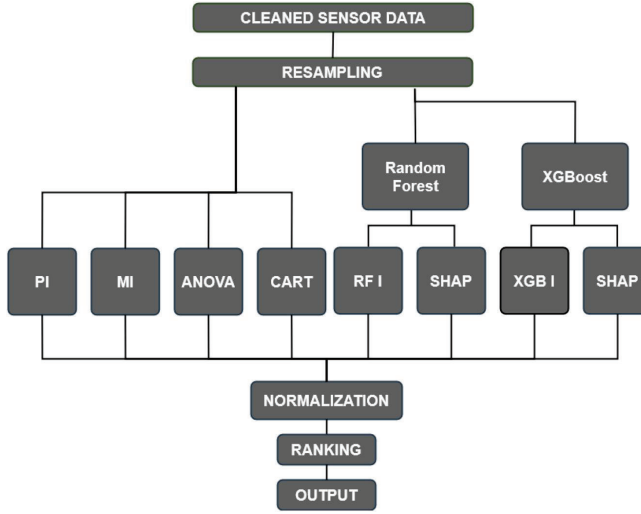 CLEANED SENSOR DATA
RESAMPLING
Random
Forest
XGBoost
PI
MI
ANOVA
CART
RF I
SHAP
XGB I
SHAP
NORMALIZATION
RANKING
OUTPUT